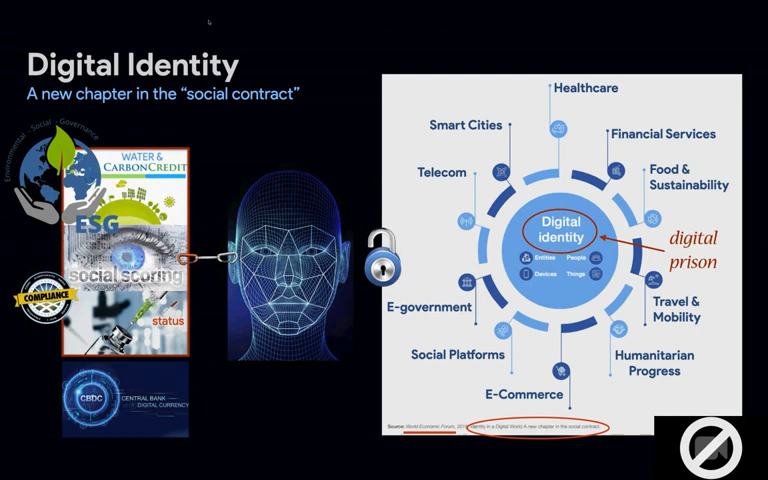 Digital Identity
A new chapter in the “social contract”
Environmental - Social - Governance
ESG
WATER &
CARBONCREDIT
social scoring
COMPLIANCE
status
CBDC
CENTRAL BANK
DIGITAL CURRENCY
Healthcare
Smart Cities
Financial Services
Telecom
Food &
Sustainability
Digital
identity
Entities
People
Devices
Things
digital
prison
E-government
Travel &
Mobility
Social Platforms
Humanitarian
Progress
E-Commerce
Source: World Economic Forum, Identity in a Digital World A new chapter in the social contract.